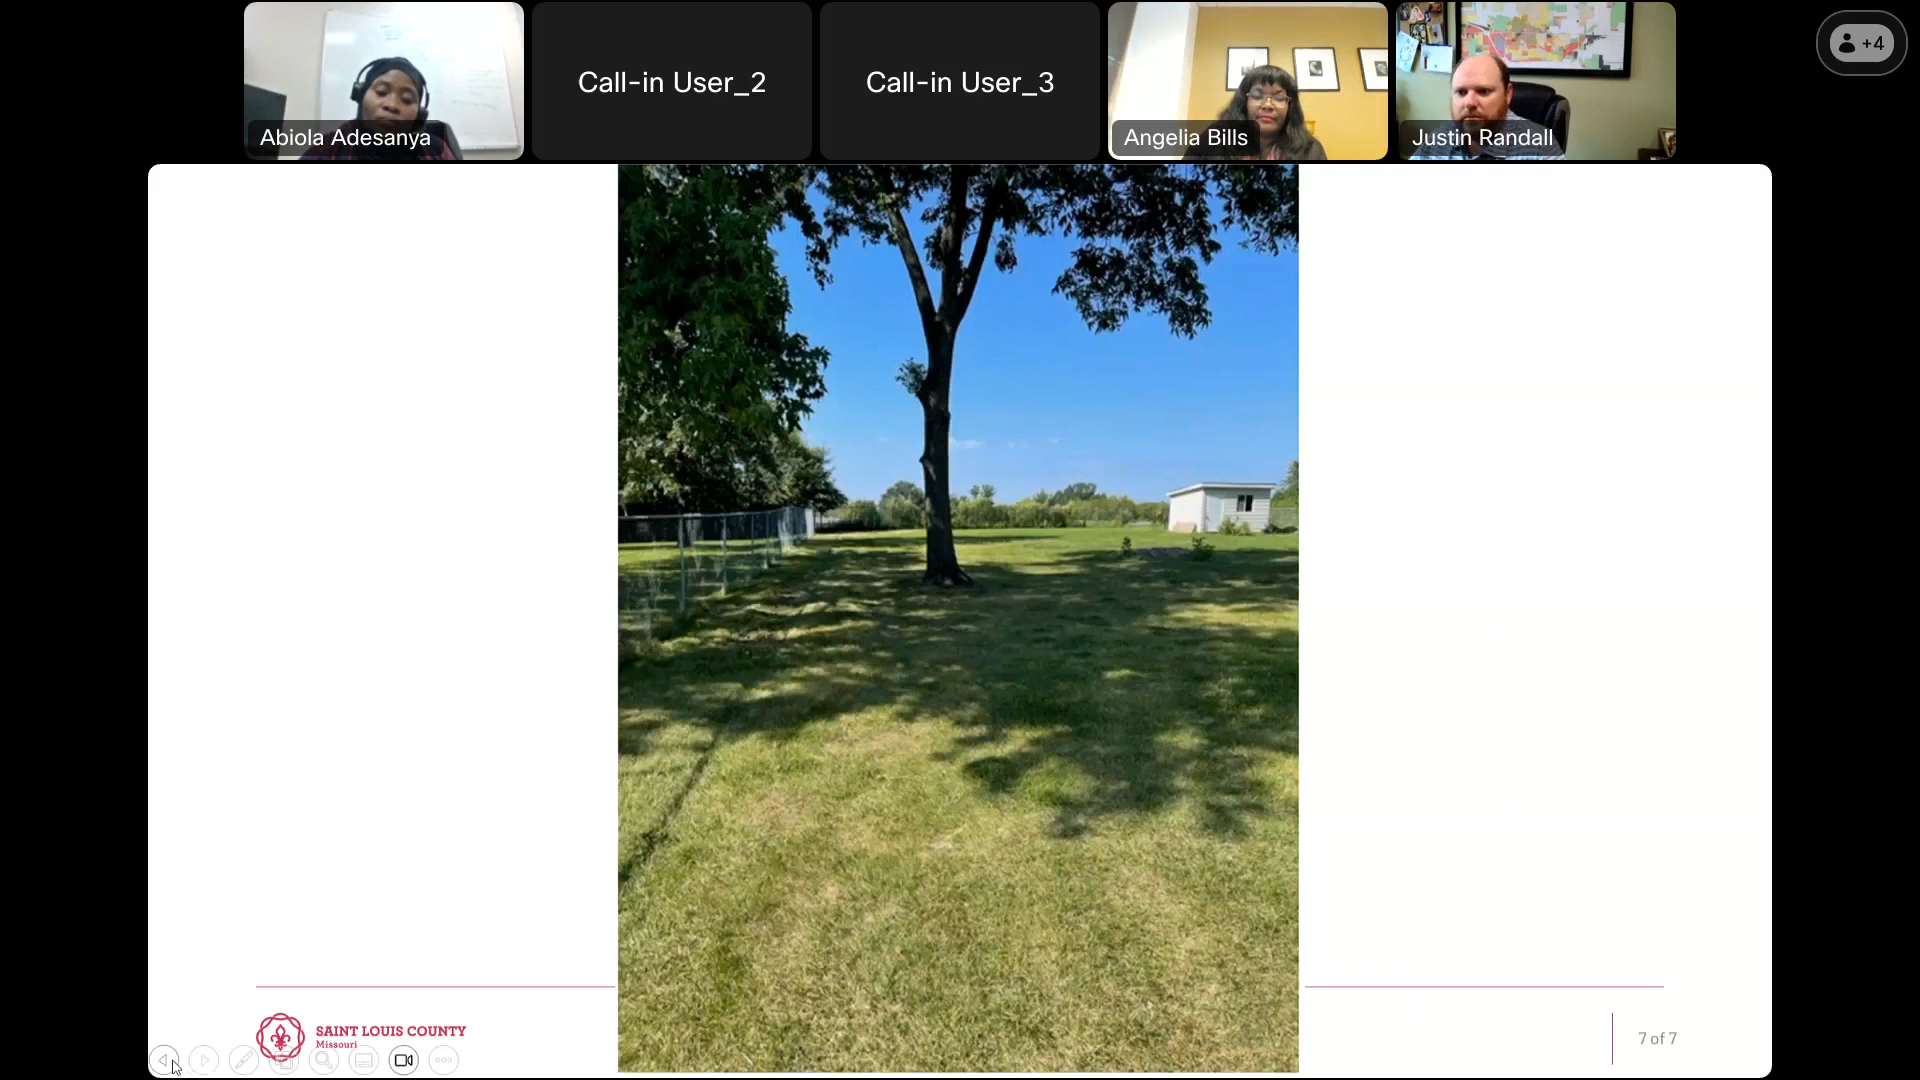 Abiola Adesanya
Call-in User_2
Call-in User_3
Angelia Bills
Justin Randall
+4
SAINT LOUIS COUNTY
Missouri
7 of 7